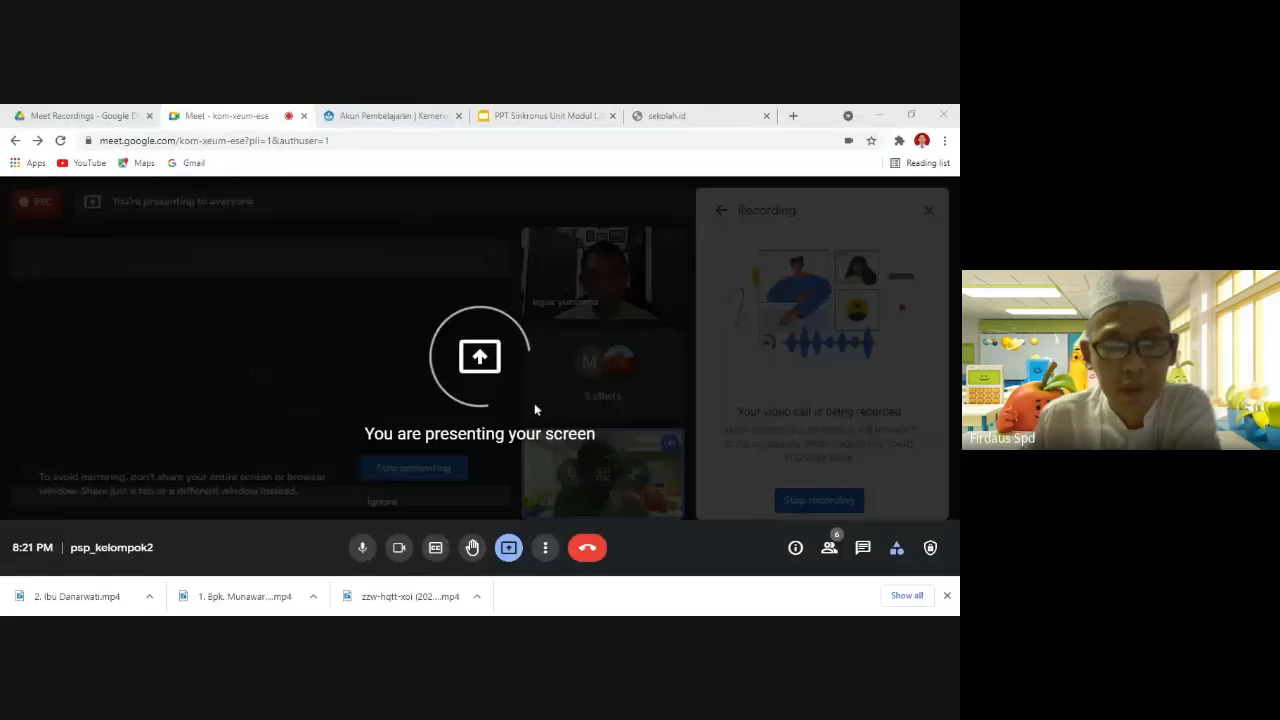 Meet Recordings - Google D
Meet - kom-xeum-ese
Akun Pembelajaran | Kemen
PPT Sinkronus Unit Modul L
sekolah.id
meet.google.com/kom-xeum-ese?pli=1&authuser=1
Apps
YouTube
Maps
Gmail
Reading list
REC
You're presenting to everyone
Recording
agus yunianto
M
3 others
Your video call is being recorded
You are presenting your screen
Stop presenting
To avoid mirroring, don't share your entire screen or browser
window. Share just a tab or a different window instead.
Ignore
Stop recording
Firdaus Spd
8:21 PM | psp_kelompok2
6
2. Ibu Danarwati.mp4
1. Bpk. Munawar....mp4
zzw-hqtt-xoi (202....mp4
Show all